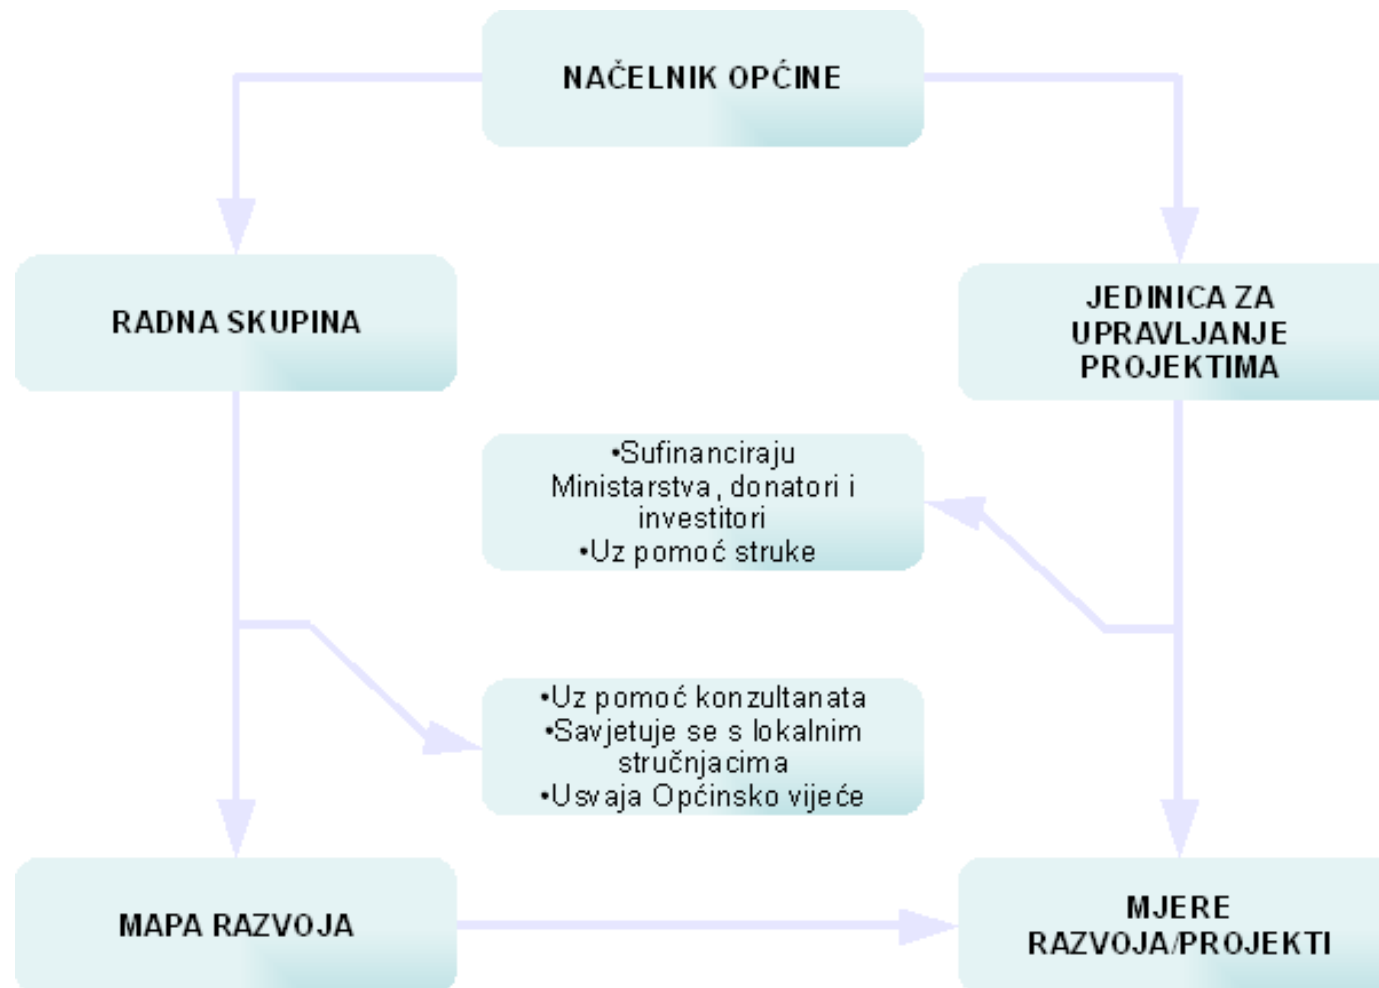 NAČELNIK OPĆINE
RADNA SKUPINA
JEDINICA ZA
UPRAVLJANJE
PROJEKTIMA
•Sufinanciraju
Ministarstva, donatori i
investitori
•Uz pomoć struke
•Uz pomoć konzultanata
•Savjetuje se s lokalnim
stručnjacima
•Usvaja Općinsko vijeće
MAPA RAZVOJA
MJERE
RAZVOJA/PROJEKTI